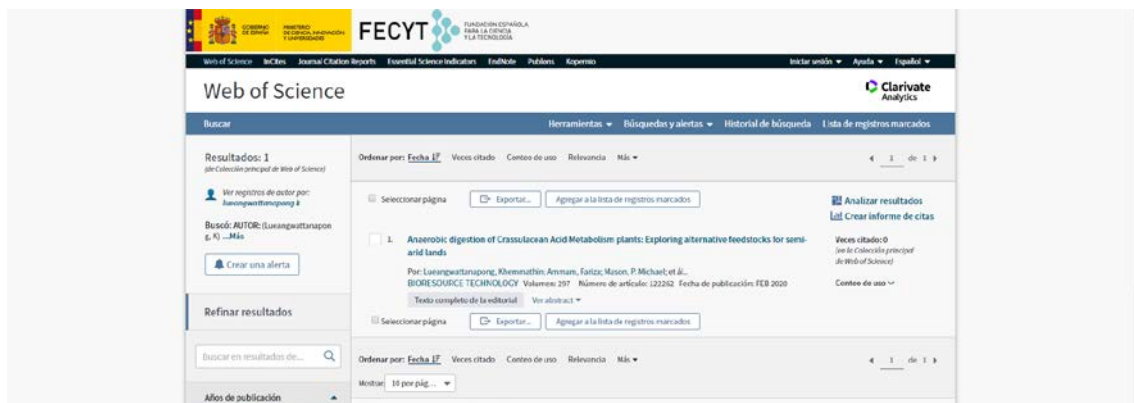 GOBIERNO DE ESPAÑA
MINISTERIO DE CIENCIA, INNOVACIÓN Y UNIVERSIDADES
FECYT
FUNDACIÓN ESPAÑOLA PARA LA CIENCIA Y LA TECNOLOGÍA
Web of Science InCites Journal Citation Reports Essential Science Indicators EndNote Publons Kopernio Iniciar sesión Ayuda Español
Web of Science
Clarivate Analytics
Buscar Herramientas Búsquedas y alertas Historial de búsqueda Lista de registros marcados
Resultados: 1
(de Colección principal de Web of Science)
Ordenar por: Fecha Veces citado Conteo de uso Relevancia Más
1 de 1
Ver registros de autor por:
lueangwattanapong k
Buscó: AUTOR: (Lueangwattanapon
g, K) ...Más
Crear una alerta
Seleccionar página Exportar... Agregar a la lista de registros marcados
1. Anaerobic digestion of Crassulacean Acid Metabolism plants: Exploring alternative feedstocks for semi-
arid lands
Por: Lueangwattanapong, Khemmathin; Ammam, Fariza; Mason, P. Michael; et ál..
BIORESOURCE TECHNOLOGY Volumen: 297 Número de artículo: 122262 Fecha de publicación: FEB 2020
Texto completo de la editorial Ver abstract
Seleccionar página Exportar... Agregar a la lista de registros marcados
Analizar resultados
Crear informe de citas
Veces citado: 0
(en la Colección principal
de Web of Science)
Conteo de uso
Refinar resultados
Buscar en resultados de...
Años de publicación
Ordenar por: Fecha Veces citado Conteo de uso Relevancia Más
1 de 1
Mostrar: 10 por pág...